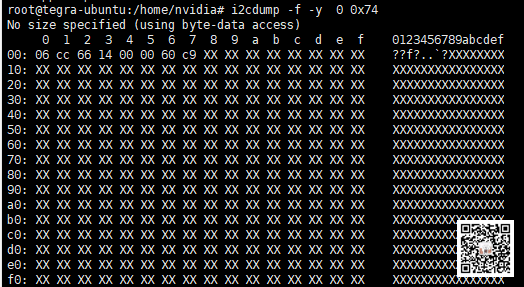 root@tegra-ubuntu:/home/nvidia# i2cdump -f -y  0 0x74
No size specified (using byte-data access)
     0  1  2  3  4  5  6  7  8  9  a  b  c  d  e  f    0123456789abcdef
00: 06 cc 66 14 00 00 60 c9 XX XX XX XX XX XX XX XX    ??f?..`?XXXXXXXX
10: XX XX XX XX XX XX XX XX XX XX XX XX XX XX XX XX    XXXXXXXXXXXXXXXX
20: XX XX XX XX XX XX XX XX XX XX XX XX XX XX XX XX    XXXXXXXXXXXXXXXX
30: XX XX XX XX XX XX XX XX XX XX XX XX XX XX XX XX    XXXXXXXXXXXXXXXX
40: XX XX XX XX XX XX XX XX XX XX XX XX XX XX XX XX    XXXXXXXXXXXXXXXX
50: XX XX XX XX XX XX XX XX XX XX XX XX XX XX XX XX    XXXXXXXXXXXXXXXX
60: XX XX XX XX XX XX XX XX XX XX XX XX XX XX XX XX    XXXXXXXXXXXXXXXX
70: XX XX XX XX XX XX XX XX XX XX XX XX XX XX XX XX    XXXXXXXXXXXXXXXX
80: XX XX XX XX XX XX XX XX XX XX XX XX XX XX XX XX    XXXXXXXXXXXXXXXX
90: XX XX XX XX XX XX XX XX XX XX XX XX XX XX XX XX    XXXXXXXXXXXXXXXX
a0: XX XX XX XX XX XX XX XX XX XX XX XX XX XX XX XX    XXXXXXXXXXXXXXXX
b0: XX XX XX XX XX XX XX XX XX XX XX XX XX XX XX XX    XXXXXXXXXXXXXXXX
c0: XX XX XX XX XX XX XX XX XX XX XX XX XX XX XX XX
d0: XX XX XX XX XX XX XX XX XX XX XX XX XX XX XX XX
e0: XX XX XX XX XX XX XX XX XX XX XX XX XX XX XX XX
f0: XX XX XX XX XX XX XX XX XX XX XX XX XX XX XX XX